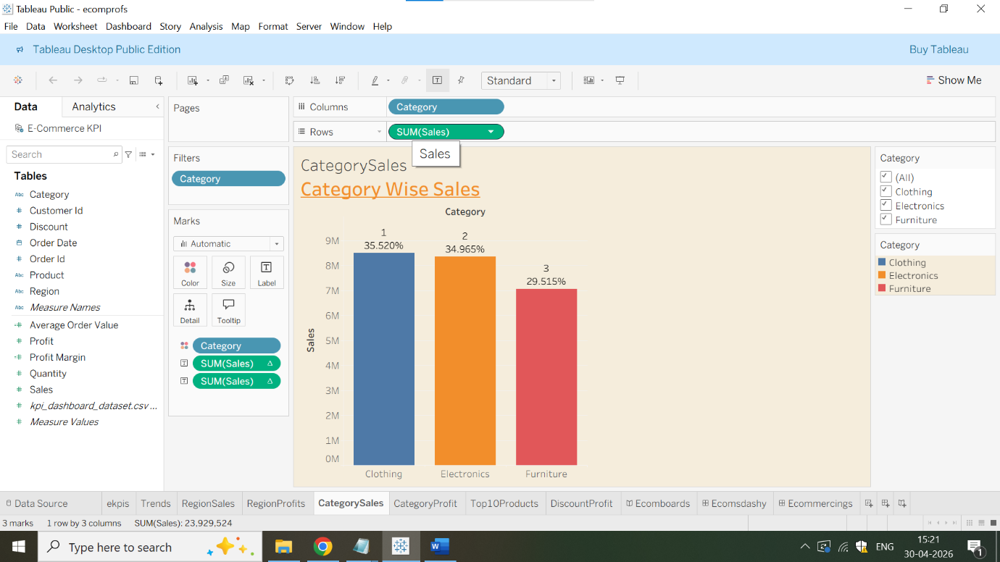 Tableau Public - ecomprofs
File Data Worksheet Dashboard Story Analysis Map Format Server Window Help
Tableau Desktop Public Edition Buy Tableau
Standard Show Me
Data Analytics
E-Commerce KPI
Search
Tables
Abc Category
# Customer Id
# Discount
Order Date
# Order Id
Abc Product
Abc Region
Abc Measure Names
=# Average Order Value
# Profit
=# Profit Margin
# Quantity
# Sales
# kpi_dashboard_dataset.csv ...
# Measure Values
Pages
Filters
Category
Marks
Automatic
Color Size Label
Detail Tooltip
Category
SUM(Sales) Δ
SUM(Sales) Δ
Columns Category
Rows SUM(Sales)
Sales
CategorySales
Category Wise Sales
Category
9M
8M
7M
6M
5M
4M
3M
2M
1M
0M
Sales
1
35.520%
2
34.965%
3
29.515%
Clothing Electronics Furniture
Category
(All)
Clothing
Electronics
Furniture
Category
Clothing
Electronics
Furniture
Data Source ekpis Trends RegionSales RegionProfits CategorySales CategoryProfit Top10Products DiscountProfit Ecomboards Ecomsdashy Ecommercings
3 marks 1 row by 3 columns SUM(Sales): 23,929,524
Type here to search
ENG
15:21
30-04-2026
1